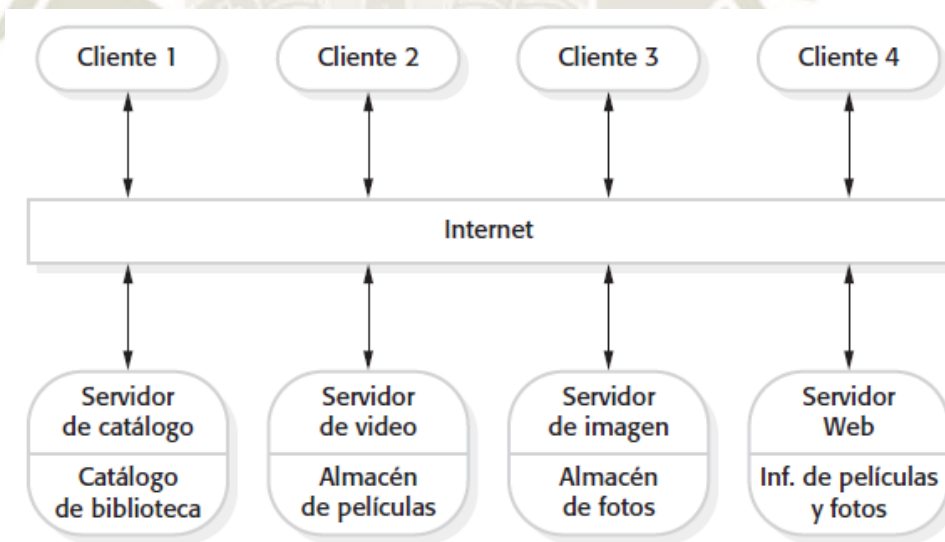 Cliente 1
Cliente 2
Cliente 3
Cliente 4
Internet
Servidor
de catálogo
Catálogo
de biblioteca
Servidor
de video
Almacén
de películas
Servidor
de imagen
Almacén
de fotos
Servidor
Web
Inf. de películas
y fotos